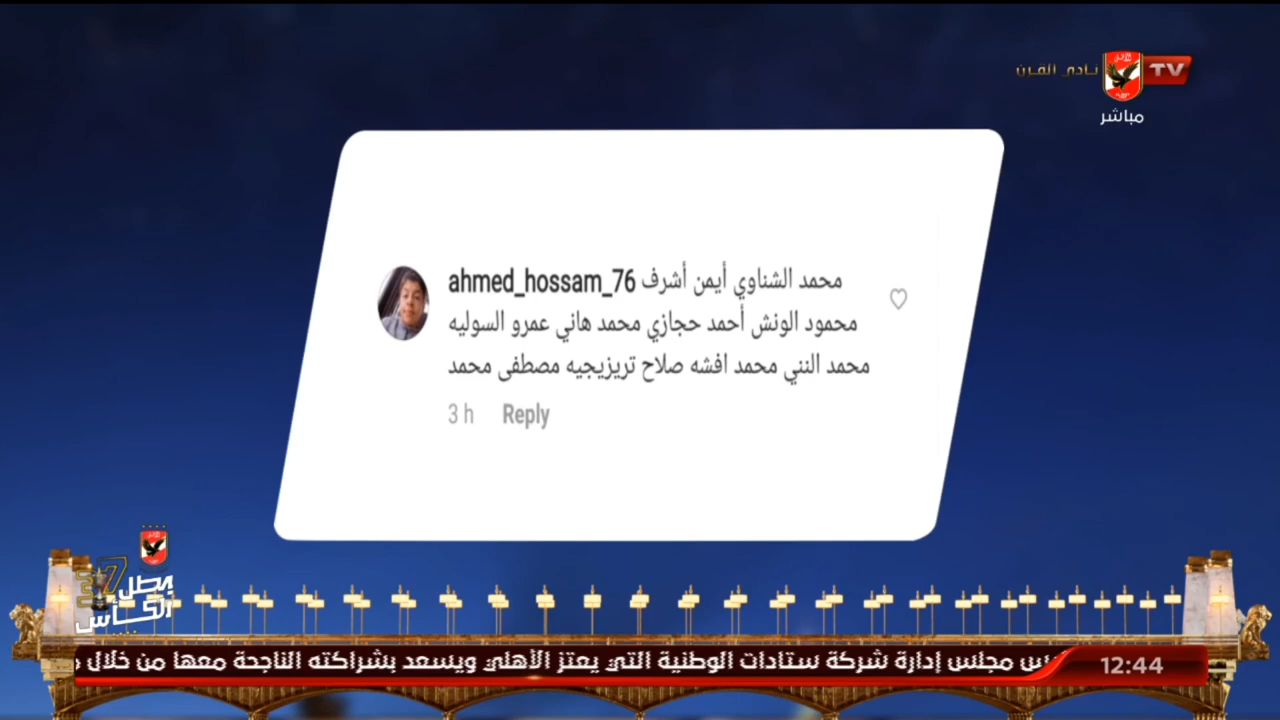 نادي القرن
TV
مباشر
ahmed_hossam_76 محمد الشناوي أيمن أشرف
محمود الونش أحمد حجازي محمد هاني عمرو السوليه
محمد النني محمد افشه صلاح تريزيجيه مصطفى محمد
3 h Reply
37
بطل
الكأس
مجلس إدارة شركة ستادات الوطنية التي يعتز الأهلي ويسعد بشراكته الناجحة معها من خلال
12:44